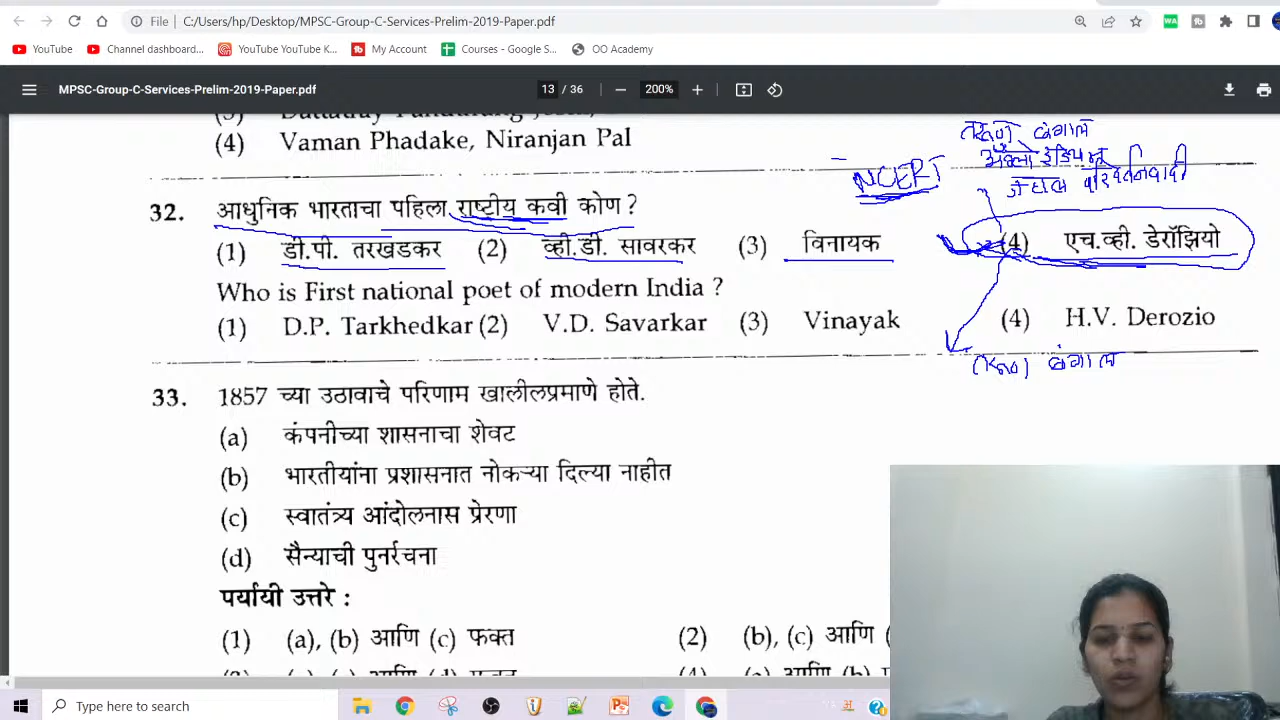 File | C:/Users/hp/Desktop/MPSC-Group-C-Services-Prelim-2019-Paper.pdf
YouTube Channel dashboard... YouTube YouTube K... My Account Courses - Google S... OO Academy
MPSC-Group-C-Services-Prelim-2019-Paper.pdf 13 / 36 200%
(4) Vaman Phadake, Niranjan Pal
तरुण बंगाल
अँग्लो इंडियन
NCERT जहाल परिवर्तनवादी
32. आधुनिक भारताचा पहिला राष्टीय कवी कोण ?
(1) डी.पी. तरखडकर (2) व्ही.डी. सावरकर (3) विनायक (4) एच.व्ही. डेरॉझियो
Who is First national poet of modern India ?
(1) D.P. Tarkhedkar (2) V.D. Savarkar (3) Vinayak (4) H.V. Derozio
तरुण बंगाल
33. 1857 च्या उठावाचे परिणाम खालीलप्रमाणे होते.
(a) कंपनीच्या शासनाचा शेवट
(b) भारतीयांना प्रशासनात नोकऱ्या दिल्या नाहीत
(c) स्वातंत्र्य आंदोलनास प्रेरणा
(d) सैन्याची पुनर्रचना
पर्यायी उत्तरे :
(1) (a), (b) आणि (c) फक्त (2) (b), (c) आणि
Type here to search